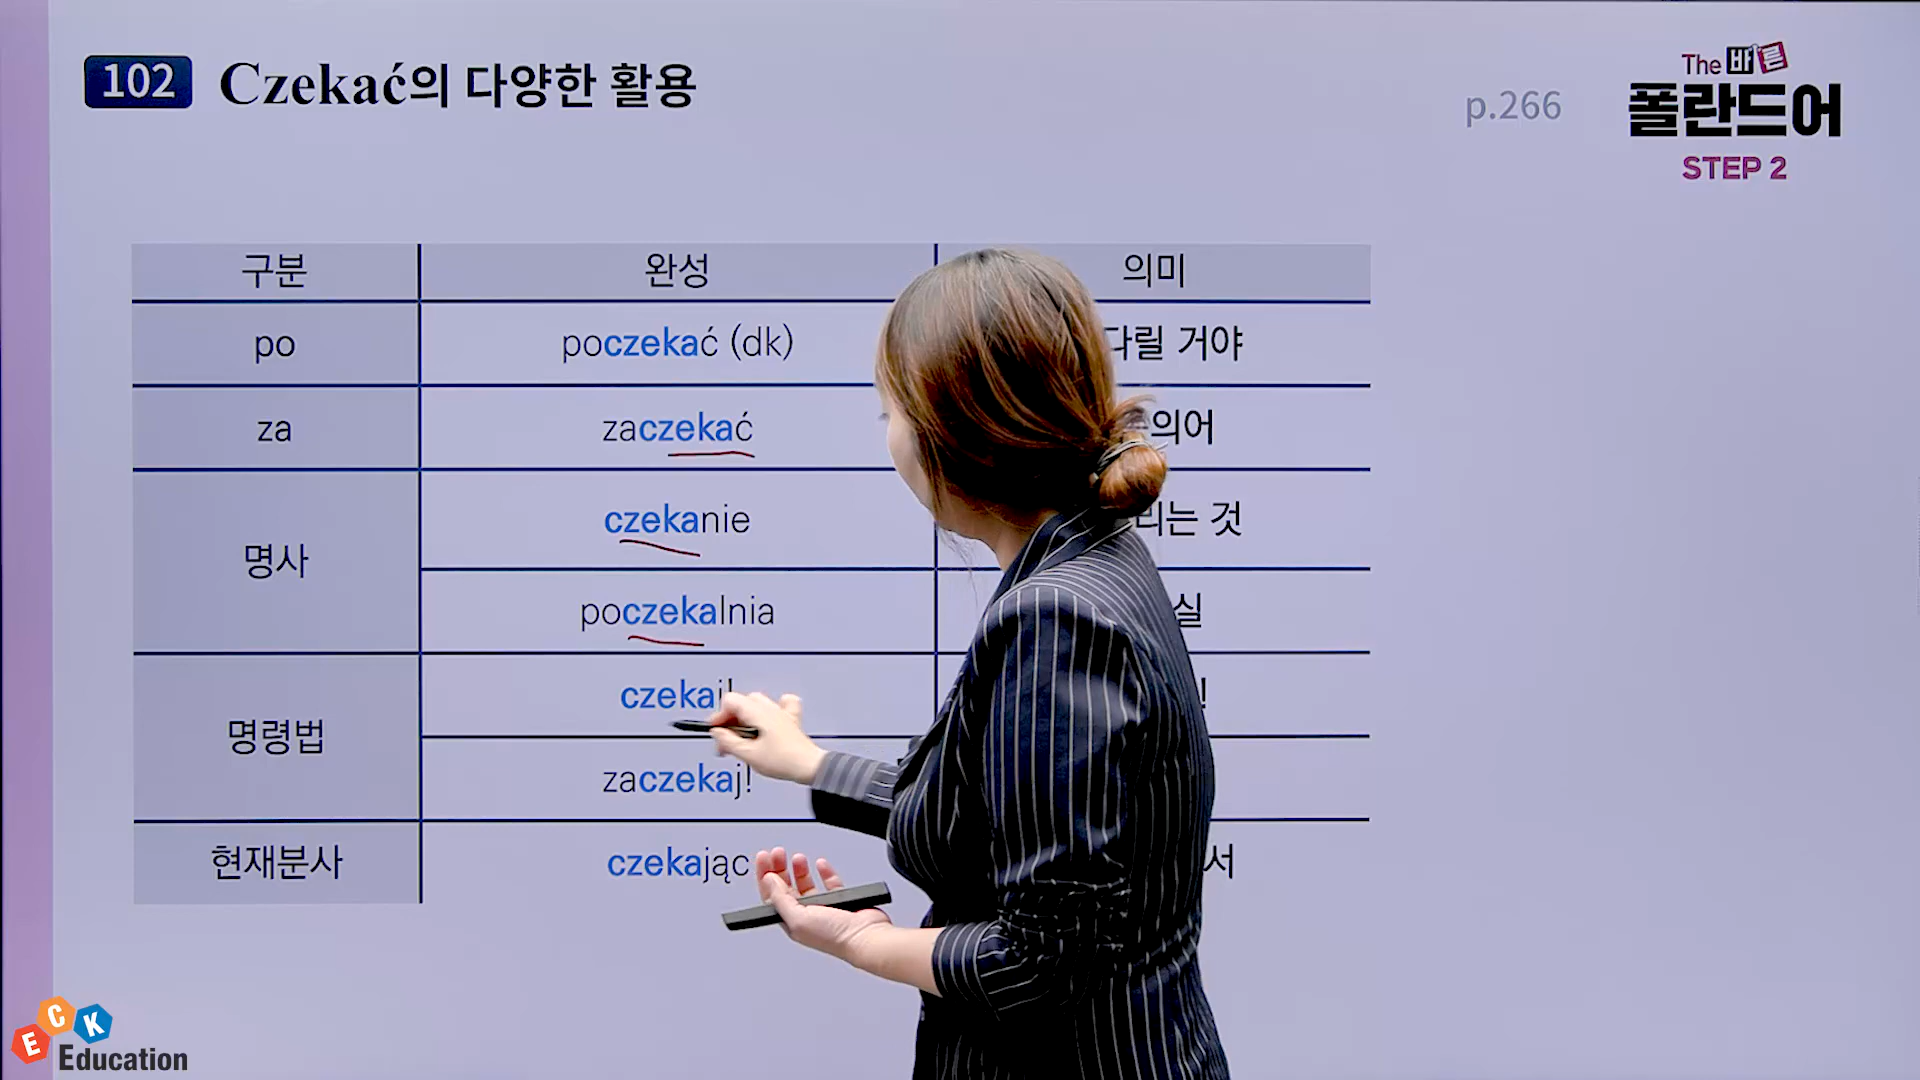 102 Czekać의 다양한 활용
p.266
The 바른
폴란드어
STEP 2
구분 완성 의미
po poczekać (dk) 다릴 거야
za zaczekać 의어
명사 czekanie 리는 것
poczekalnia 실
명령법 czekaj! !
zaczekaj!
현재분사 czekając 서
ECK
Education